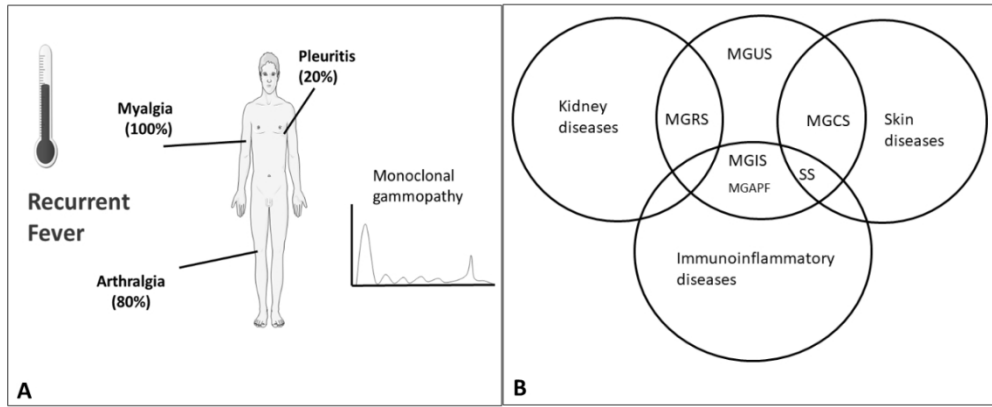 Pleuritis
(20%)
Myalgia
(100%)
Recurrent
Fever
Monoclonal
gammopathy
Arthralgia
(80%)
A
MGUS
Kidney
diseases
MGRS
MGCS
Skin
diseases
MGIS
SS
MGAPF
Immunoinflammatory
diseases
B